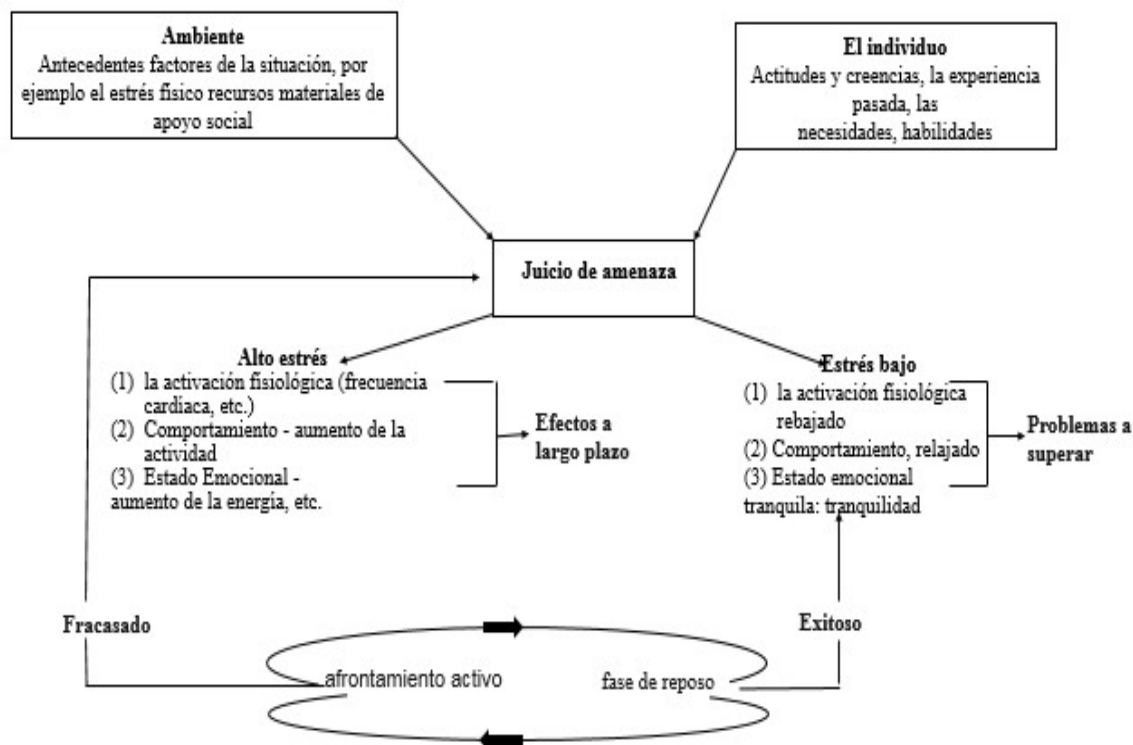 Ambiente
Antecedentes factores de la situación, por
ejemplo el estrés físico recursos materiales de
apoyo social
El individuo
Actitudes y creencias, la experiencia
pasada, las
necesidades, habilidades
Juicio de amenaza
Alto estrés
(1) la activación fisiológica (frecuencia
cardíaca, etc.)
(2) Comportamiento - aumento de la
actividad
(3) Estado Emocional -
aumento de la energía, etc.
Efectos a
largo plazo
Estrés bajo
(1) la activación fisiológica
rebajado
(2) Comportamiento, relajado
(3) Estado emocional
tranquila: tranquilidad
Problemas a
superar
Fracasado
Exitoso
afrontamiento activo
fase de reposo